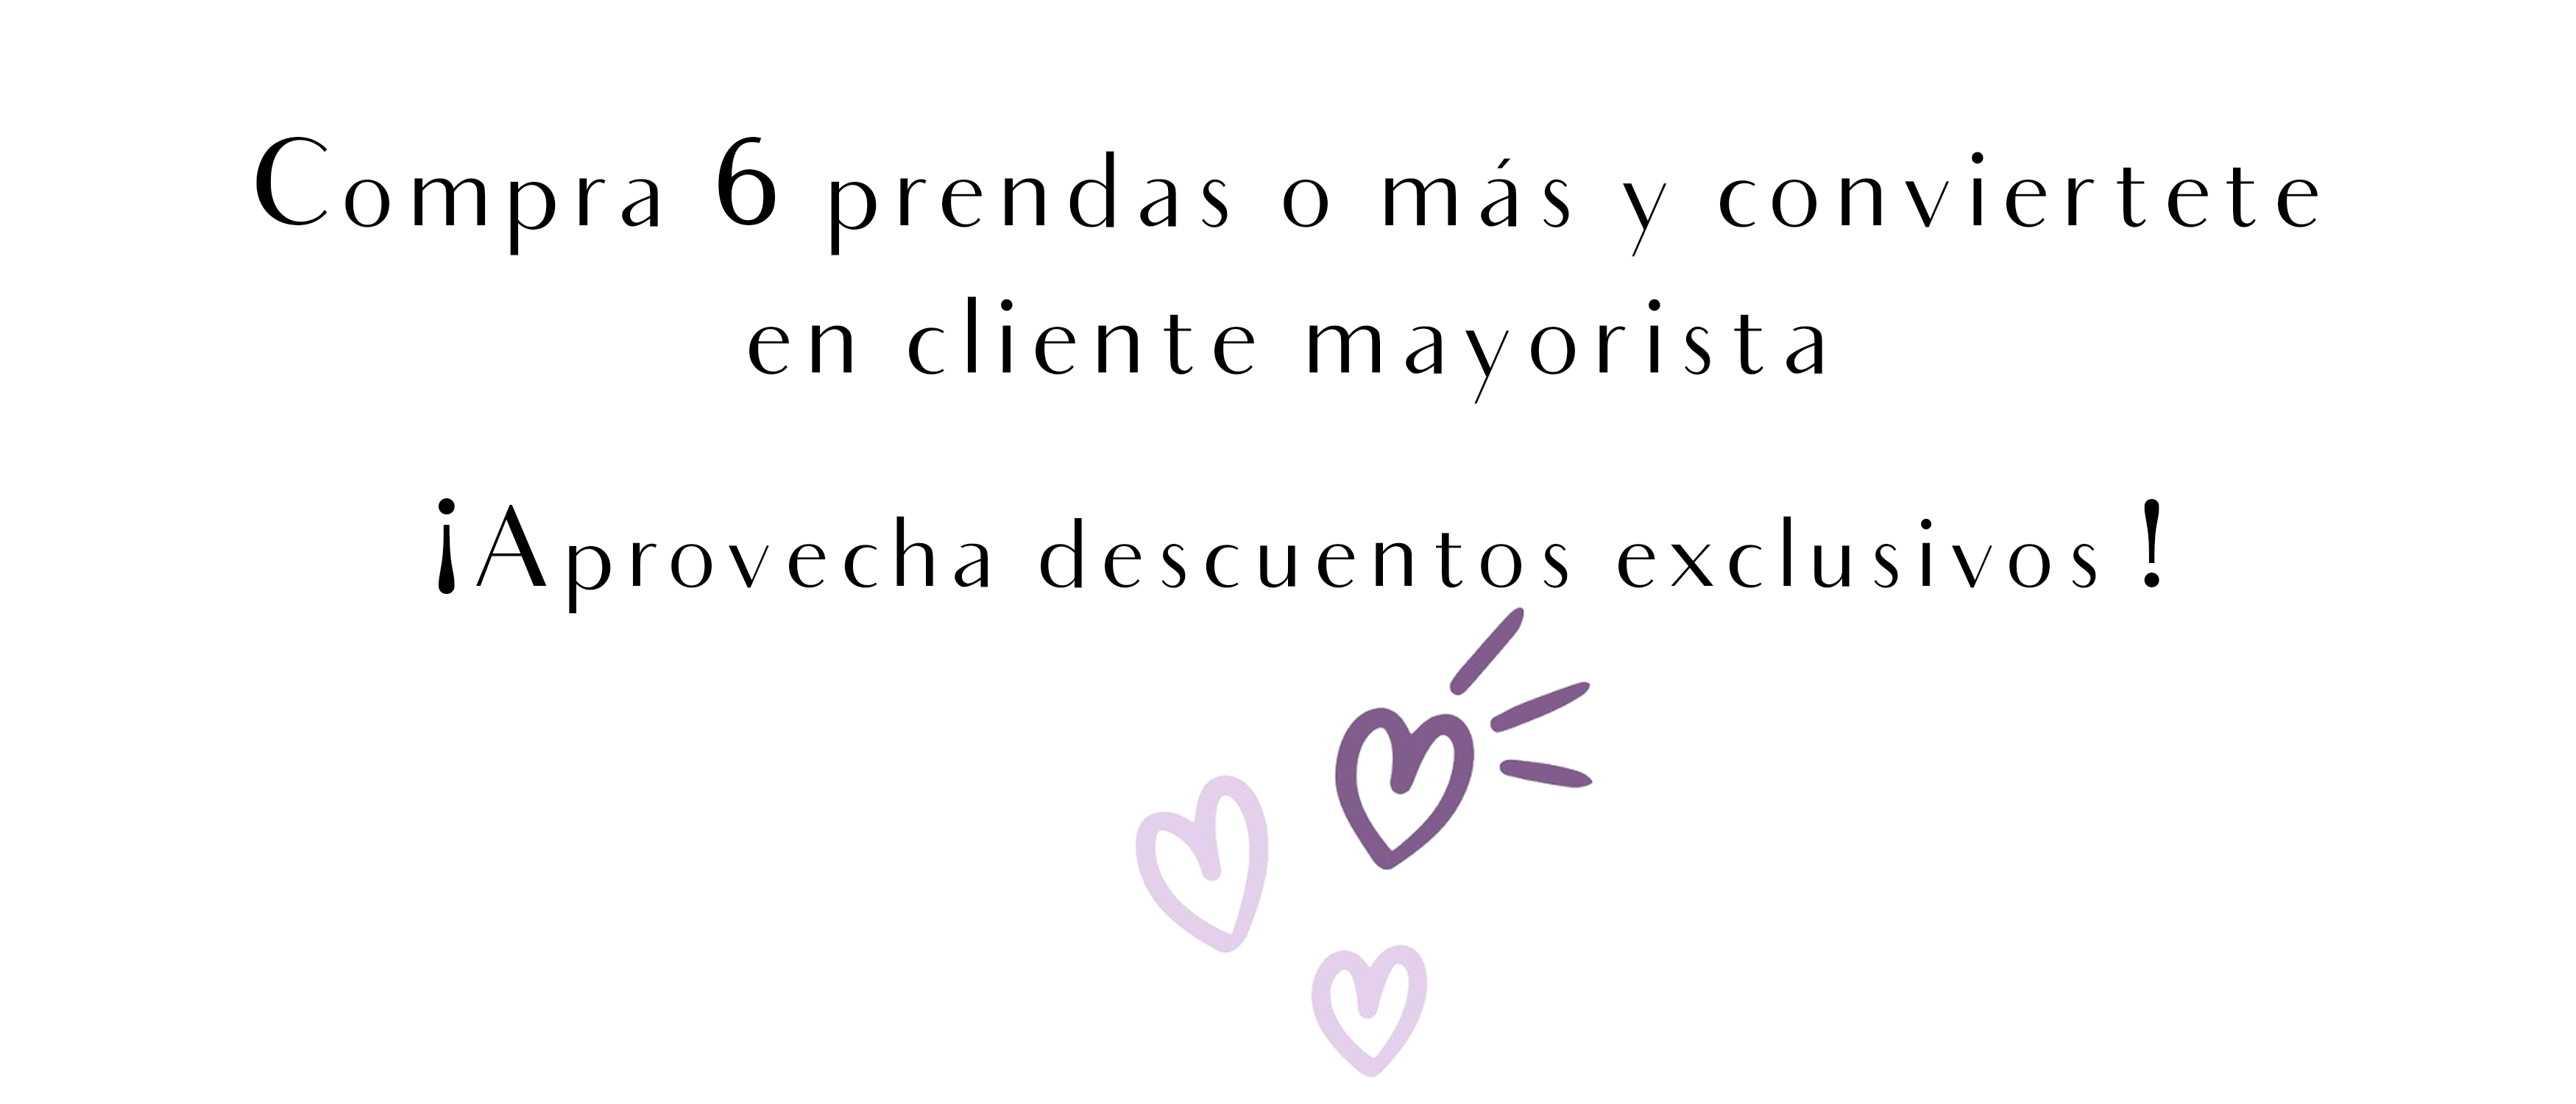 Compra 6 prendas o más y conviertete
en cliente mayorista
¡Aprovecha descuentos exclusivos !